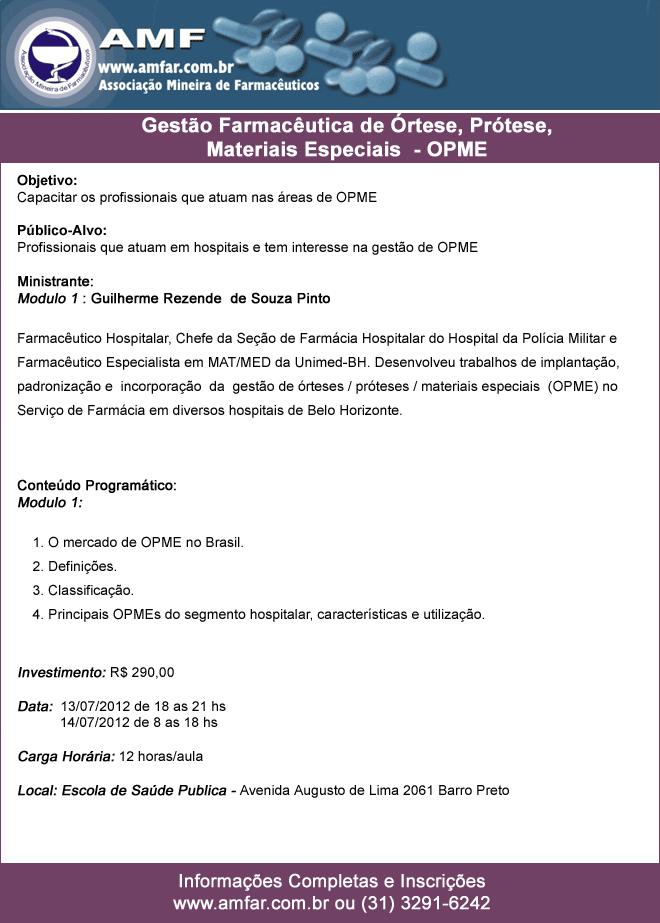 AMF
www.amfar.com.br
Associação Mineira de Farmacêuticos
Associação Mineira de Farmacêuticos
Gestão Farmacêutica de Órtese, Prótese,
Materiais Especiais - OPME
Objetivo:
Capacitar os profissionais que atuam nas áreas de OPME
Público-Alvo:
Profissionais que atuam em hospitais e tem interesse na gestão de OPME
Ministrante:
Modulo 1 : Guilherme Rezende de Souza Pinto
Farmacêutico Hospitalar, Chefe da Seção de Farmácia Hospitalar do Hospital da Polícia Militar e
Farmacêutico Especialista em MAT/MED da Unimed-BH. Desenvolveu trabalhos de implantação,
padronização e incorporação da gestão de órteses / próteses / materiais especiais (OPME) no
Serviço de Farmácia em diversos hospitais de Belo Horizonte.
Conteúdo Programático:
Modulo 1:
1. O mercado de OPME no Brasil.
2. Definições.
3. Classificação.
4. Principais OPMEs do segmento hospitalar, características e utilização.
Investimento: R$ 290,00
Data: 13/07/2012 de 18 as 21 hs
14/07/2012 de 8 as 18 hs
Carga Horária: 12 horas/aula
Local: Escola de Saúde Publica - Avenida Augusto de Lima 2061 Barro Preto
Informações Completas e Inscrições
www.amfar.com.br ou (31) 3291-6242